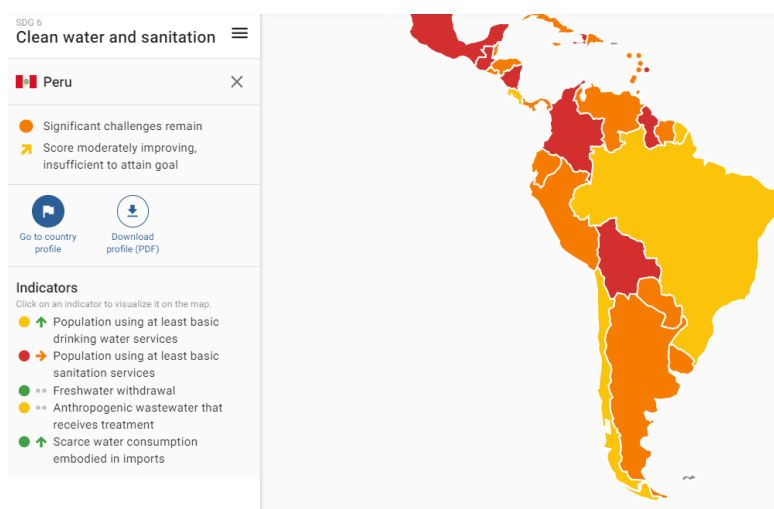 SDG 6
Clean water and sanitation
Peru
Significant challenges remain
Score moderately improving,
insufficient to attain goal
Go to country
profile
Download
profile (PDF)
Indicators
Click on an indicator to visualize it on the map.
Population using at least basic
drinking water services
Population using at least basic
sanitation services
Freshwater withdrawal
Anthropogenic wastewater that
receives treatment
Scarce water consumption
embodied in imports